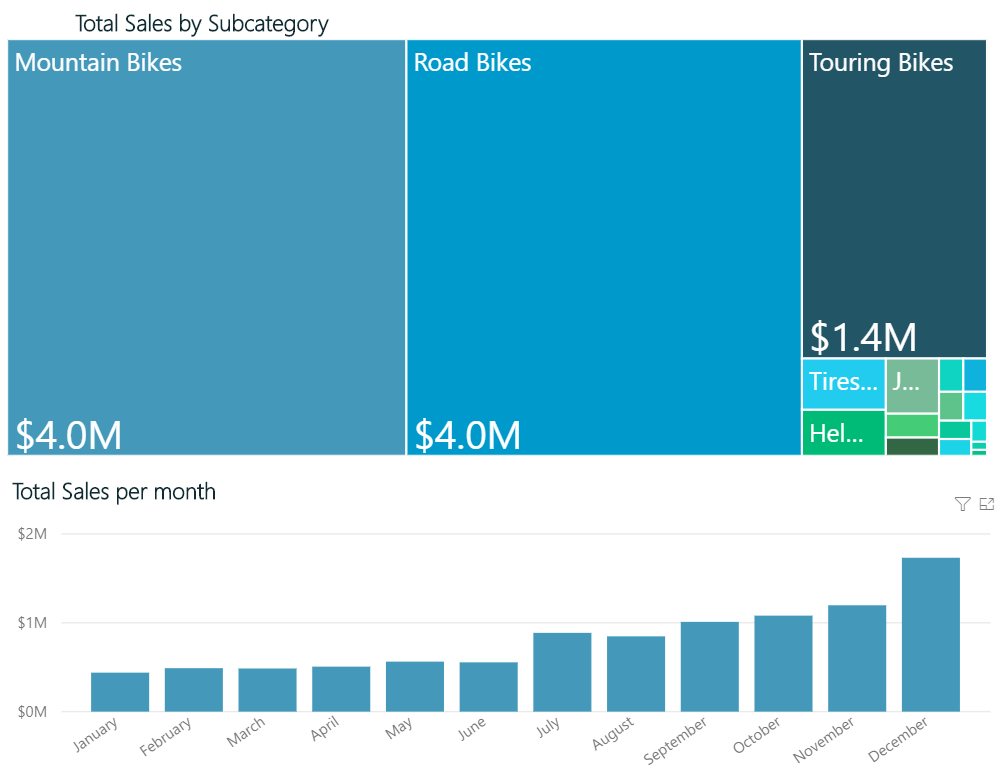 Total Sales by Subcategory
Mountain Bikes
Road Bikes
Touring Bikes
$1.4M
Tires...
J...
Hel...
$4.0M
$4.0M
Total Sales per month
$2M
$1M
$0M
January
February
March
April
May
June
July
August
September
October
November
December